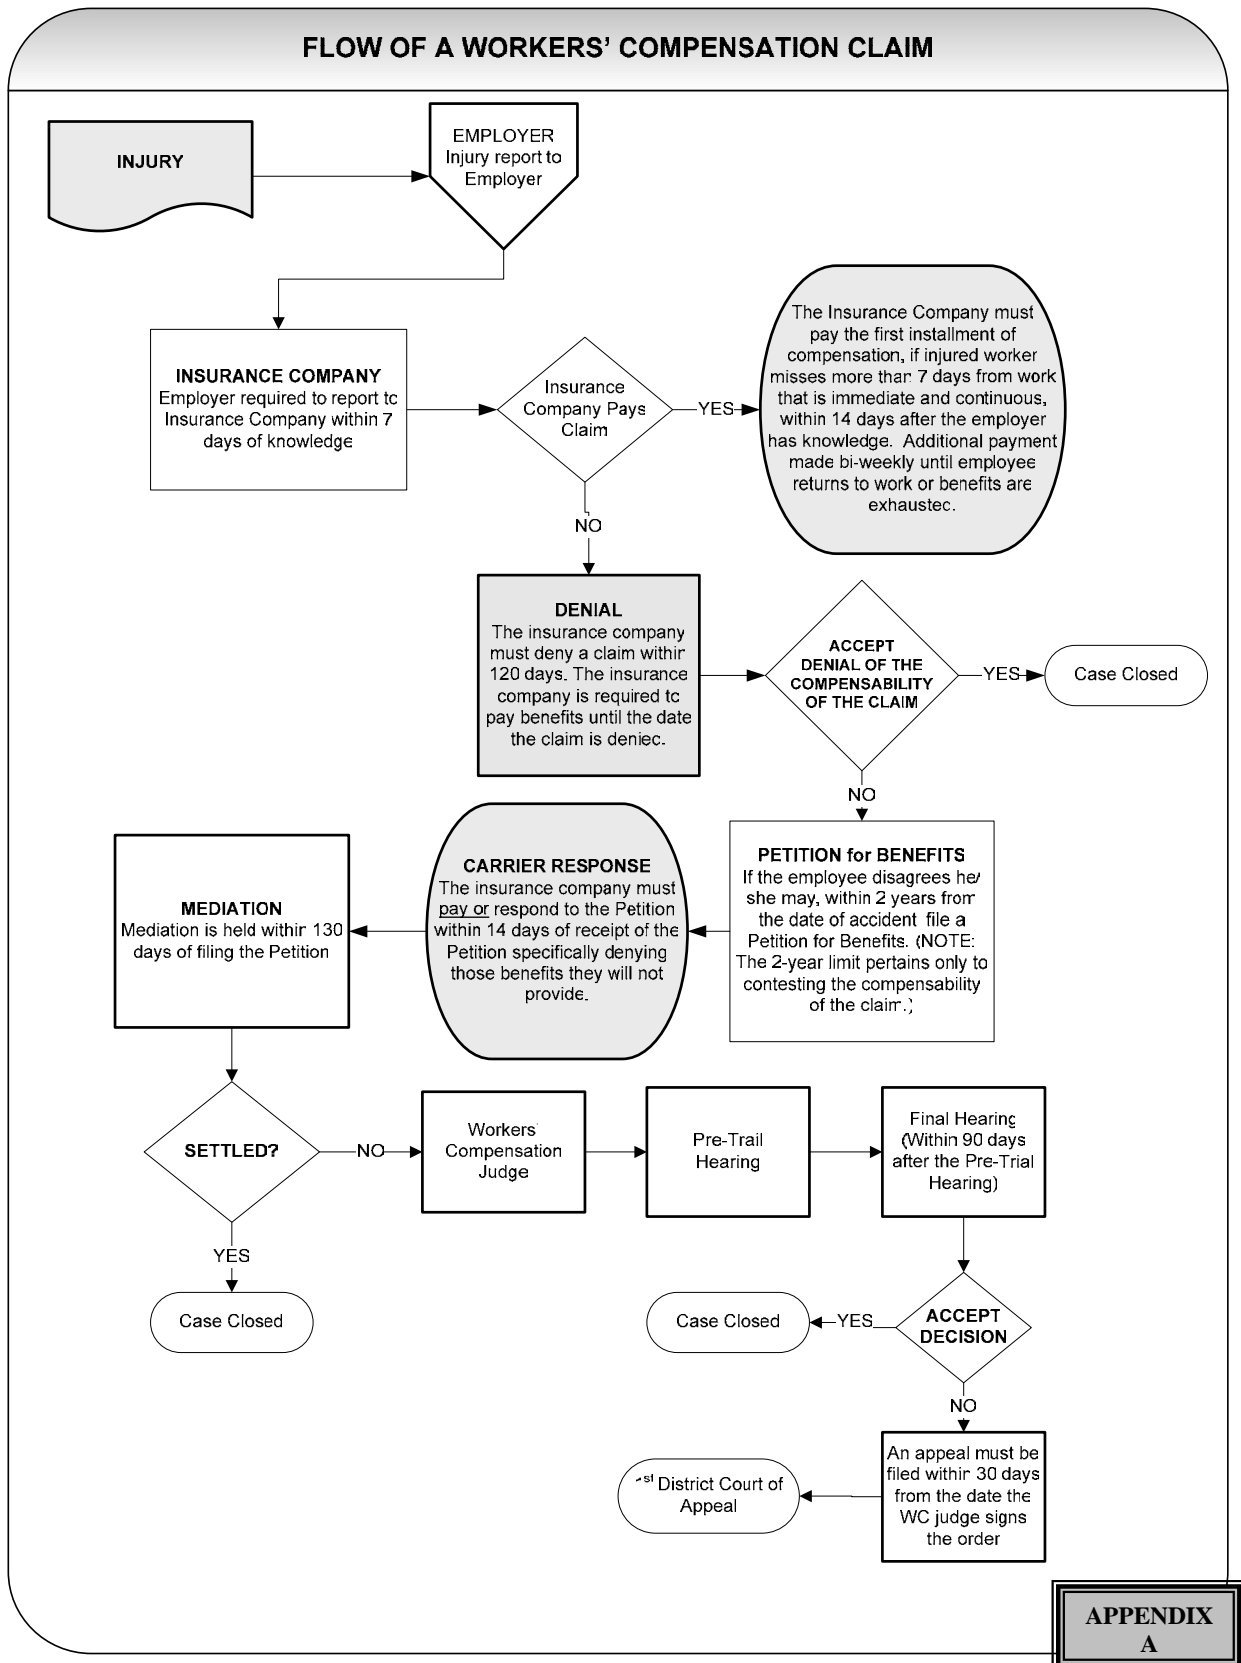 FLOW OF A WORKERS' COMPENSATION CLAIM
INJURY
EMPLOYER
Injury report to
Employer
INSURANCE COMPANY
Employer required to report to
Insurance Company within 7
days of knowledge
Insurance
Company Pays
Claim
YES
The Insurance Company must
pay the first installment of
compensation, if injured worker
misses more than 7 days from work
that is immediate and continuous,
within 14 days after the employer
has knowledge. Additional payment
made bi-weekly until employee
returns to work or benefits are
exhausted.
NO
DENIAL
The insurance company
must deny a claim within
120 days. The insurance
company is required to
pay benefits until the date
the claim is denied.
ACCEPT
DENIAL OF THE
COMPENSABILITY
OF THE CLAIM
YES
Case Closed
NO
PETITION for BENEFITS
If the employee disagrees he/
she may, within 2 years from
the date of accident file a
Petition for Benefits. (NOTE:
The 2-year limit pertains only to
contesting the compensability
of the claim.)
CARRIER RESPONSE
The insurance company must
pay or respond to the Petition
within 14 days of receipt of the
Petition specifically denying
those benefits they will not
provide.
MEDIATION
Mediation is held within 130
days of filing the Petition
SETTLED?
NO
Workers'
Compensation
Judge
Pre-Trail
Hearing
Final Hearing
(Within 90 days
after the Pre-Trial
Hearing)
YES
Case Closed
ACCEPT
DECISION
YES
Case Closed
NO
An appeal must be
filed within 30 days
from the date the
WC judge signs
the order
1st District Court of
Appeal
APPENDIX
A